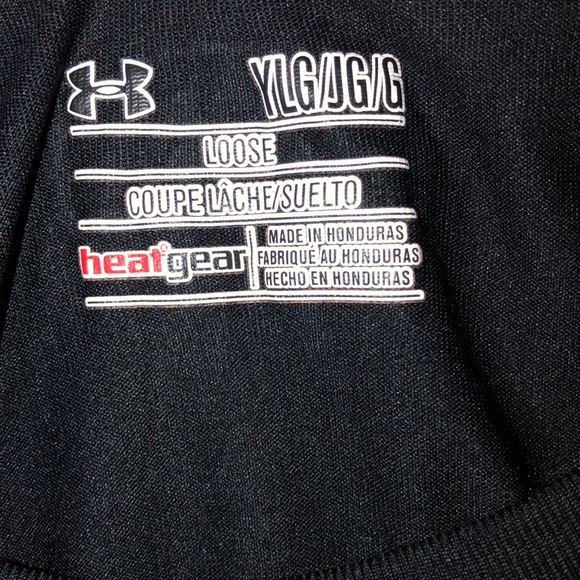 YLG/JG/G
LOOSE
COUPE LÂCHE/SUELTO
heatgear®
MADE IN HONDURAS
FABRIQUÉ AU HONDURAS
HECHO EN HONDURAS